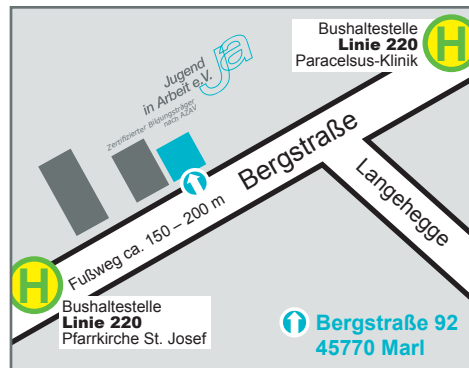 Bushaltestelle
Linie 220
Paracelsus-Klinik
H
ja
Jugend
in Arbeit e.V.
Zertifizierter Bildungsträger
nach AZAV
Bergstraße
Langehegge
Fußweg ca. 150 – 200 m
H
Bushaltestelle
Linie 220
Pfarrkirche St. Josef
Bergstraße 92
45770 Marl